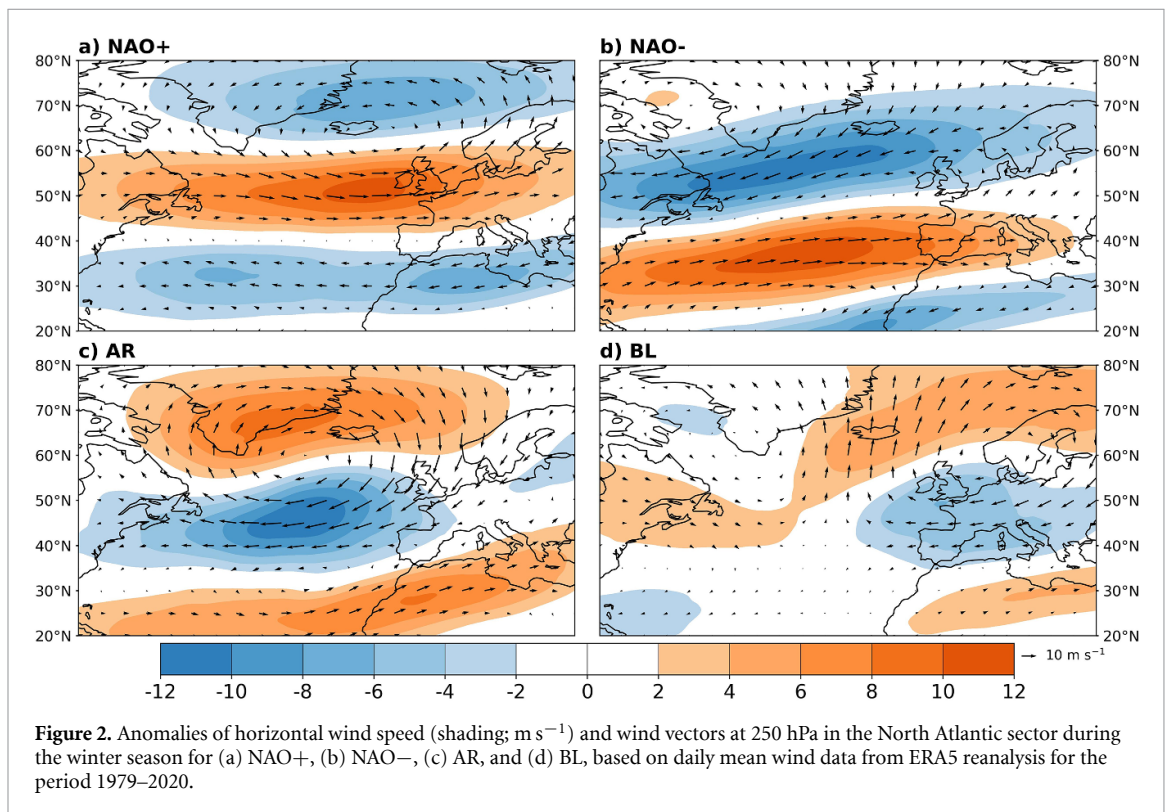 a) NAO+
b) NAO-
80°N
70°N
60°N
50°N
40°N
30°N
20°N
80°N
70°N
60°N
50°N
40°N
30°N
20°N
c) AR
d) BL
80°N
70°N
60°N
50°N
40°N
30°N
20°N
80°N
70°N
60°N
50°N
40°N
30°N
20°N
10 m s⁻¹
-12 -10 -8 -6 -4 -2 0 2 4 6 8 10 12
Figure 2. Anomalies of horizontal wind speed (shading; m s⁻¹) and wind vectors at 250 hPa in the North Atlantic sector during
the winter season for (a) NAO+, (b) NAO−, (c) AR, and (d) BL, based on daily mean wind data from ERA5 reanalysis for the
period 1979–2020.